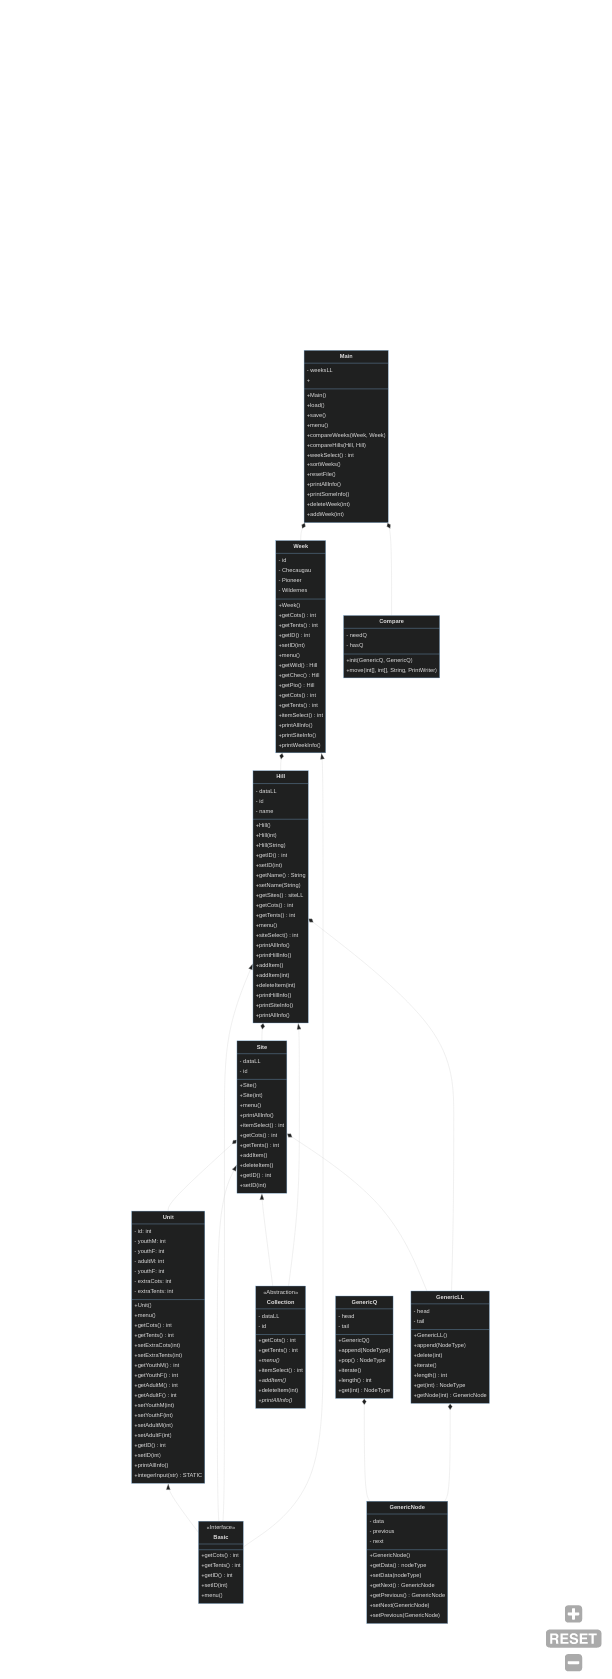 Main
- weeksLL
+
+Main()
+load()
+save()
+menu()
+compareWeeks(Week, Week)
+compareHills(Hill, Hill)
+weekSelect() : int
+sortWeeks()
+resetFile()
+printAllInfo()
+printSomeInfo()
+deleteWeek(int)
+addWeek(int)
Week
- id
- Checaugau
- Pioneer
- Wildernes
+Week()
+getCots() : int
+getTents() : int
+getID() : int
+setID(int)
+menu()
+getWild() : Hill
+getChec() : Hill
+getPio() : Hill
+getCots() : int
+getTents() : int
+itemSelect() : int
+printAllInfo()
+printSiteInfo()
+printWeekInfo()
Compare
- needQ
- hasQ
+init(GenericQ, GenericQ)
+move(int[], int[], String, PrintWriter)
Hill
- dataLL
- id
- name
+Hill()
+Hill(int)
+Hill(String)
+getID() : int
+setID(int)
+getName() : String
+setName(String)
+getSites() : siteLL
+getCots() : int
+getTents() : int
+menu()
+siteSelect() : int
+printAllInfo()
+printHillInfo()
+addItem()
+addItem(int)
+deleteItem(int)
+printHillInfo()
+printSiteInfo()
+printAllInfo()
Site
- dataLL
- id
+Site()
+Site(int)
+menu()
+printAllInfo()
+itemSelect() : int
+getCots() : int
+getTents() : int
+addItem()
+deleteItem()
+getID() : int
+setID(int)
Unit
- id: int
- youthM: int
- youthF: int
- adultM: int
- youthF: int
- extraCots: int
- extraTents: int
+Unit()
+menu()
+getCots() : int
+getTents() : int
+setExtraCots(int)
+setExtraTents(int)
+getYouthM() : int
+getYouthF() : int
+getAdultM() : int
+getAdultF() : int
+setYouthM(int)
+setYouthF(int)
+setAdultM(int)
+setAdultF(int)
+getID() : int
+setID(int)
+printAllInfo()
+integerInput(str) : STATIC
«Abstraction»
Collection
- dataLL
- id
+getCots() : int
+getTents() : int
+menu()
+itemSelect() : int
+addItem()
+deleteItem(int)
+printAllInfo()
GenericQ
- head
- tail
+GenericQ()
+append(NodeType)
+pop() : NodeType
+iterate()
+length() : int
+get(int) : NodeType
GenericLL
- head
- tail
+GenericLL()
+append(NodeType)
+delete(int)
+iterate()
+length() : int
+get(int) : NodeType
+getNode(int) : GenericNode
«Interface»
Basic
+getCots() : int
+getTents() : int
+getID() : int
+setID(int)
+menu()
GenericNode
- data
- previous
- next
+GenericNode()
+getData() : nodeType
+setData(nodeType)
+getNext() : GenericNode
+getPrevious() : GenericNode
+setNext(GenericNode)
+setPrevious(GenericNode)
RESET